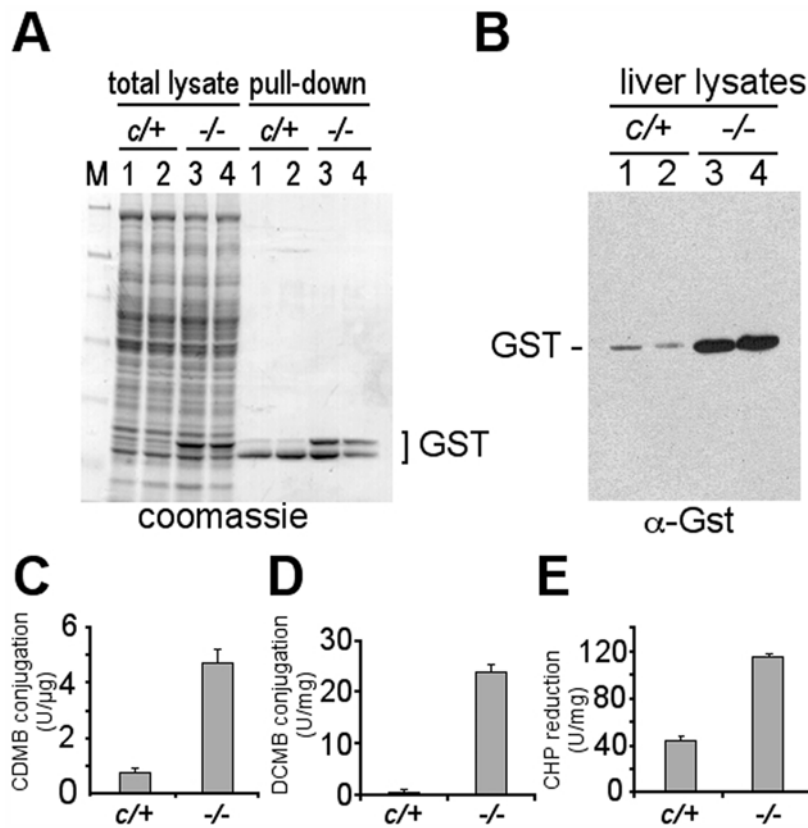 A
total lysate pull-down
c/+ -/- c/+ -/-
M 1 2 3 4 1 2 3 4
] GST
coomassie
B
liver lysates
c/+ -/-
1 2 3 4
GST -
α-Gst
C
CDMB conjugation
(U/µg)
6
4
2
0
c/+ -/-
D
DCMB conjugation
(U/mg)
30
20
10
0
c/+ -/-
E
CHP reduction
(U/mg)
120
80
40
0
c/+ -/-